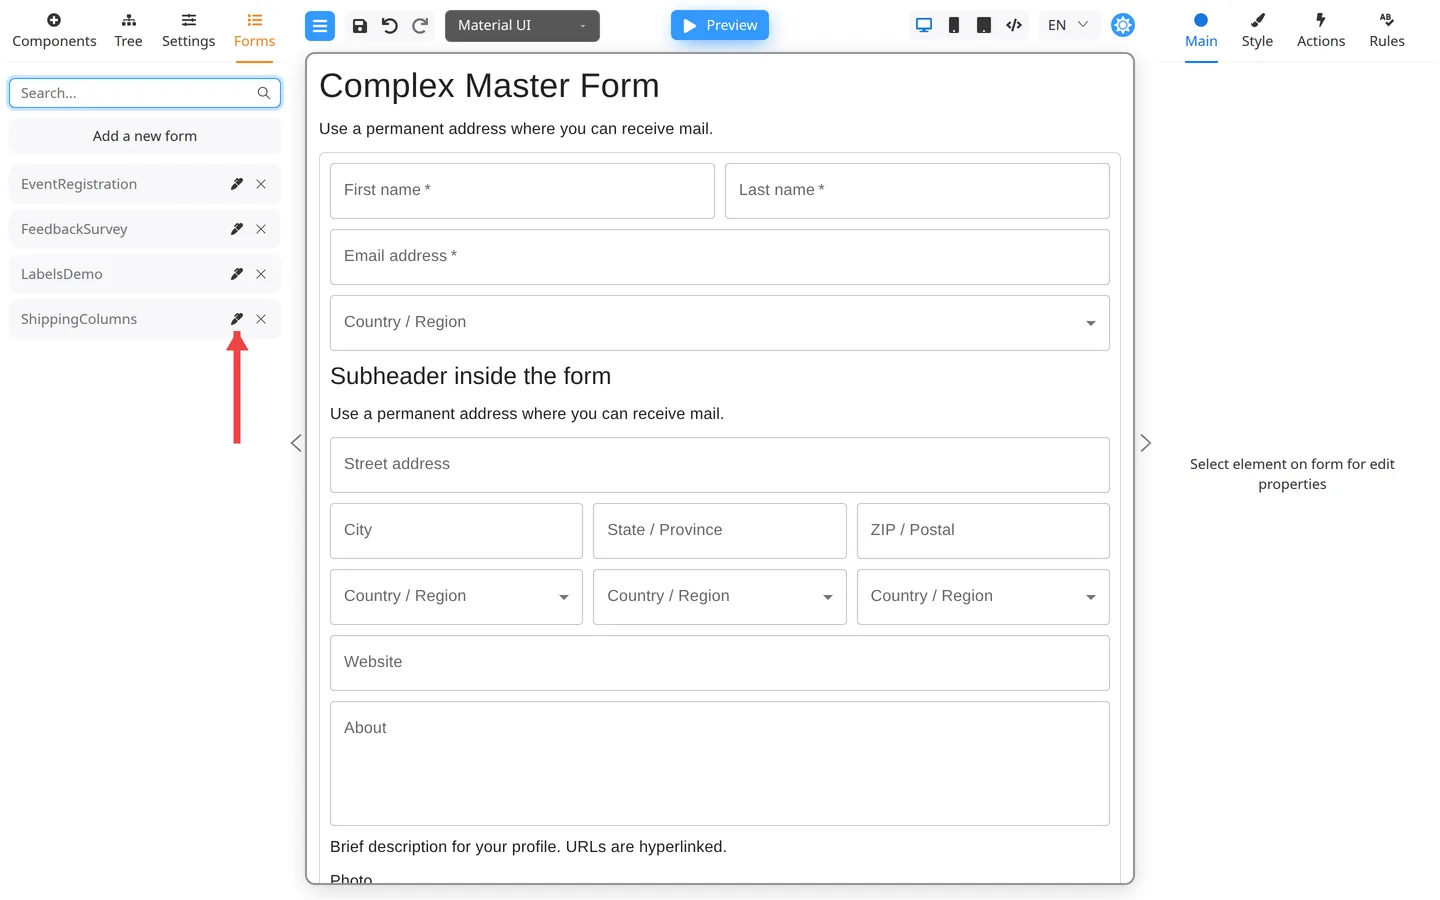 Components
Tree
Settings
Forms
Material UI
Preview
EN
Main
Style
Actions
AB
Rules
Search...
Add a new form
EventRegistration
FeedbackSurvey
LabelsDemo
ShippingColumns
Complex Master Form
Use a permanent address where you can receive mail.
First name *
Last name *
Email address *
Country / Region
Subheader inside the form
Use a permanent address where you can receive mail.
Street address
City
State / Province
ZIP / Postal
Country / Region
Country / Region
Country / Region
Website
About
Brief description for your profile. URLs are hyperlinked.
Photo
Select element on form for edit
properties